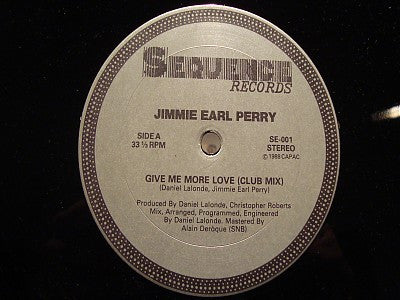 SEQUENCE
RECORDS
JIMMIE EARL PERRY
SIDE A
33 ⅓ RPM
SE-001
STEREO
Ⓟ 1988 CAPAC.
GIVE ME MORE LOVE (CLUB MIX)
(Daniel Lalonde, Jimmie Earl Perry)
Produced By Daniel Lalonde, Christopher Roberts
Mix, Arranged, Programmed, Engineered
By Daniel Lalonde. Mastered By
Alain Deròque (SNB)